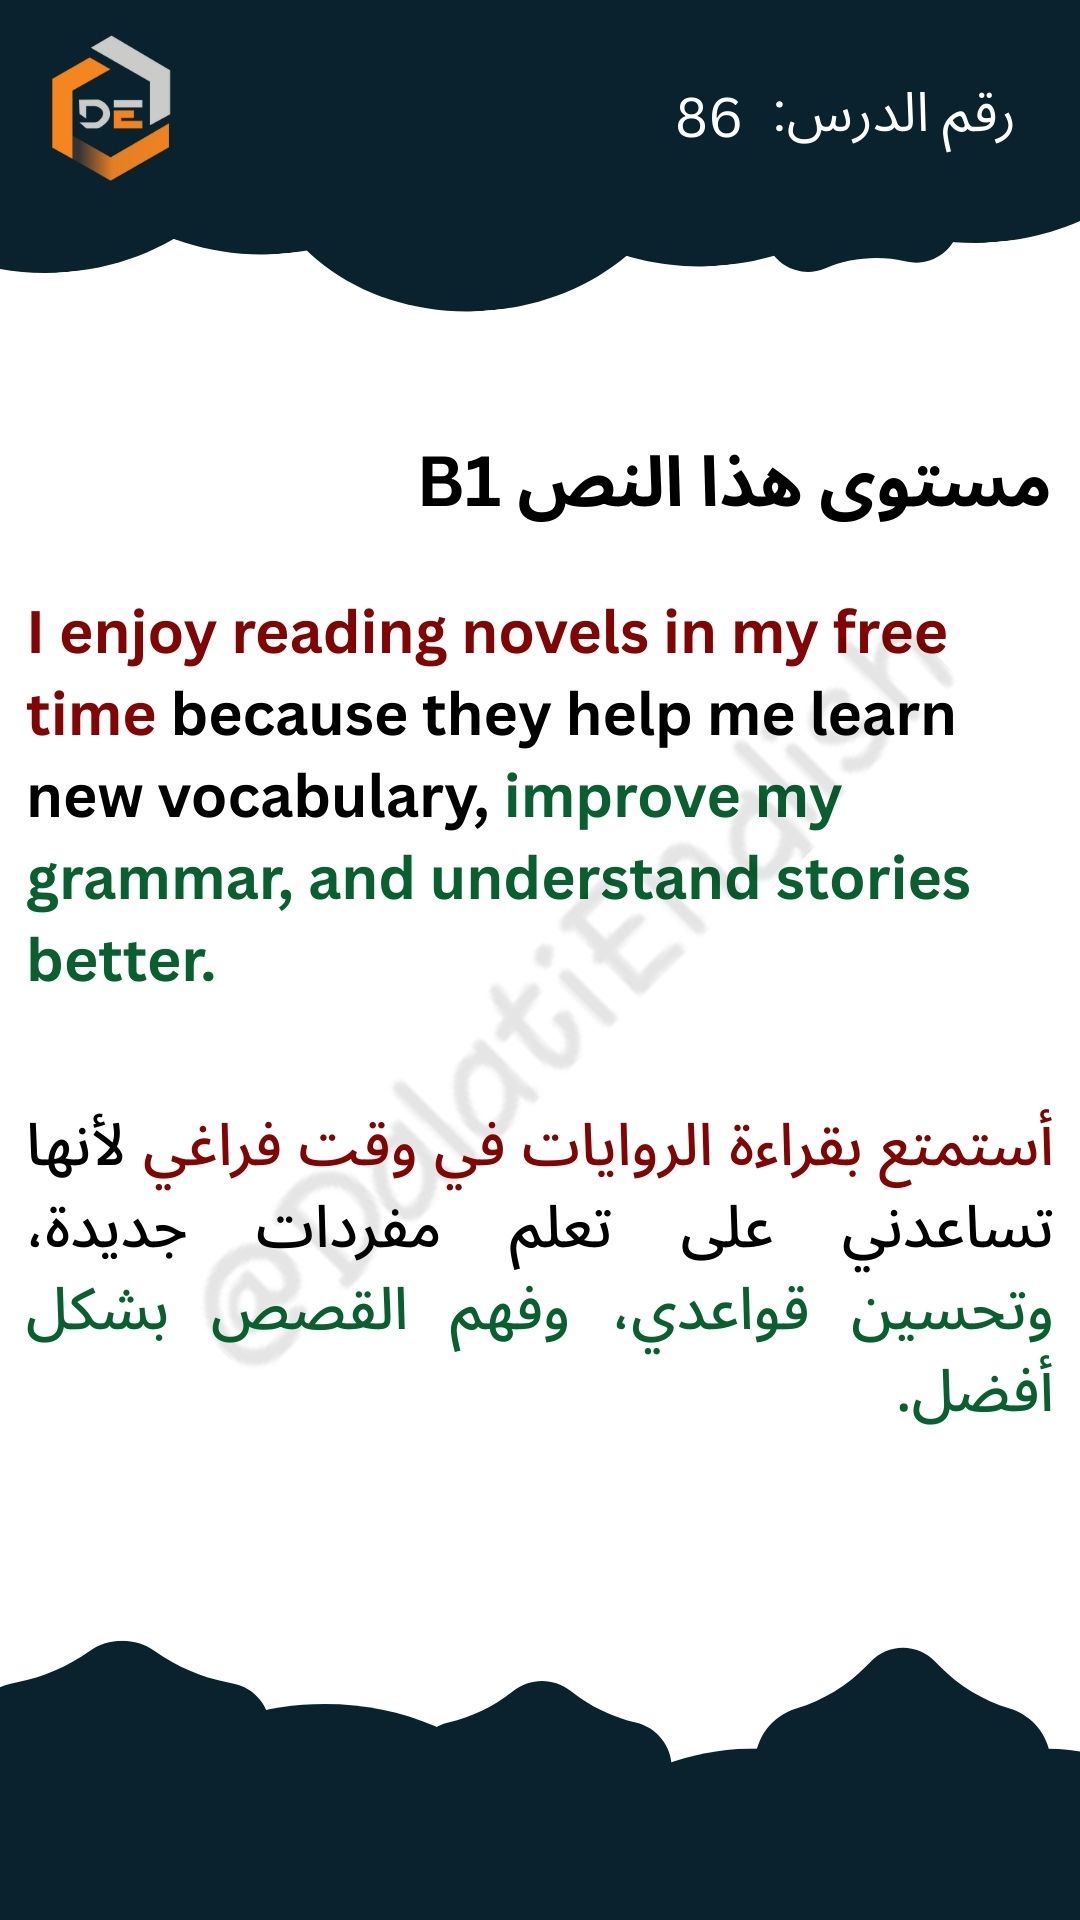 DE
رقم الدرس: 86
مستوى هذا النص B1
I enjoy reading novels in my free
time because they help me learn
new vocabulary, improve my
grammar, and understand stories
better.
أستمتع بقراءة الروايات في وقت فراغي لأنها
تساعدني على تعلم مفردات جديدة،
وتحسين قواعدي، وفهم القصص بشكل
أفضل.
@DalatiEnglish